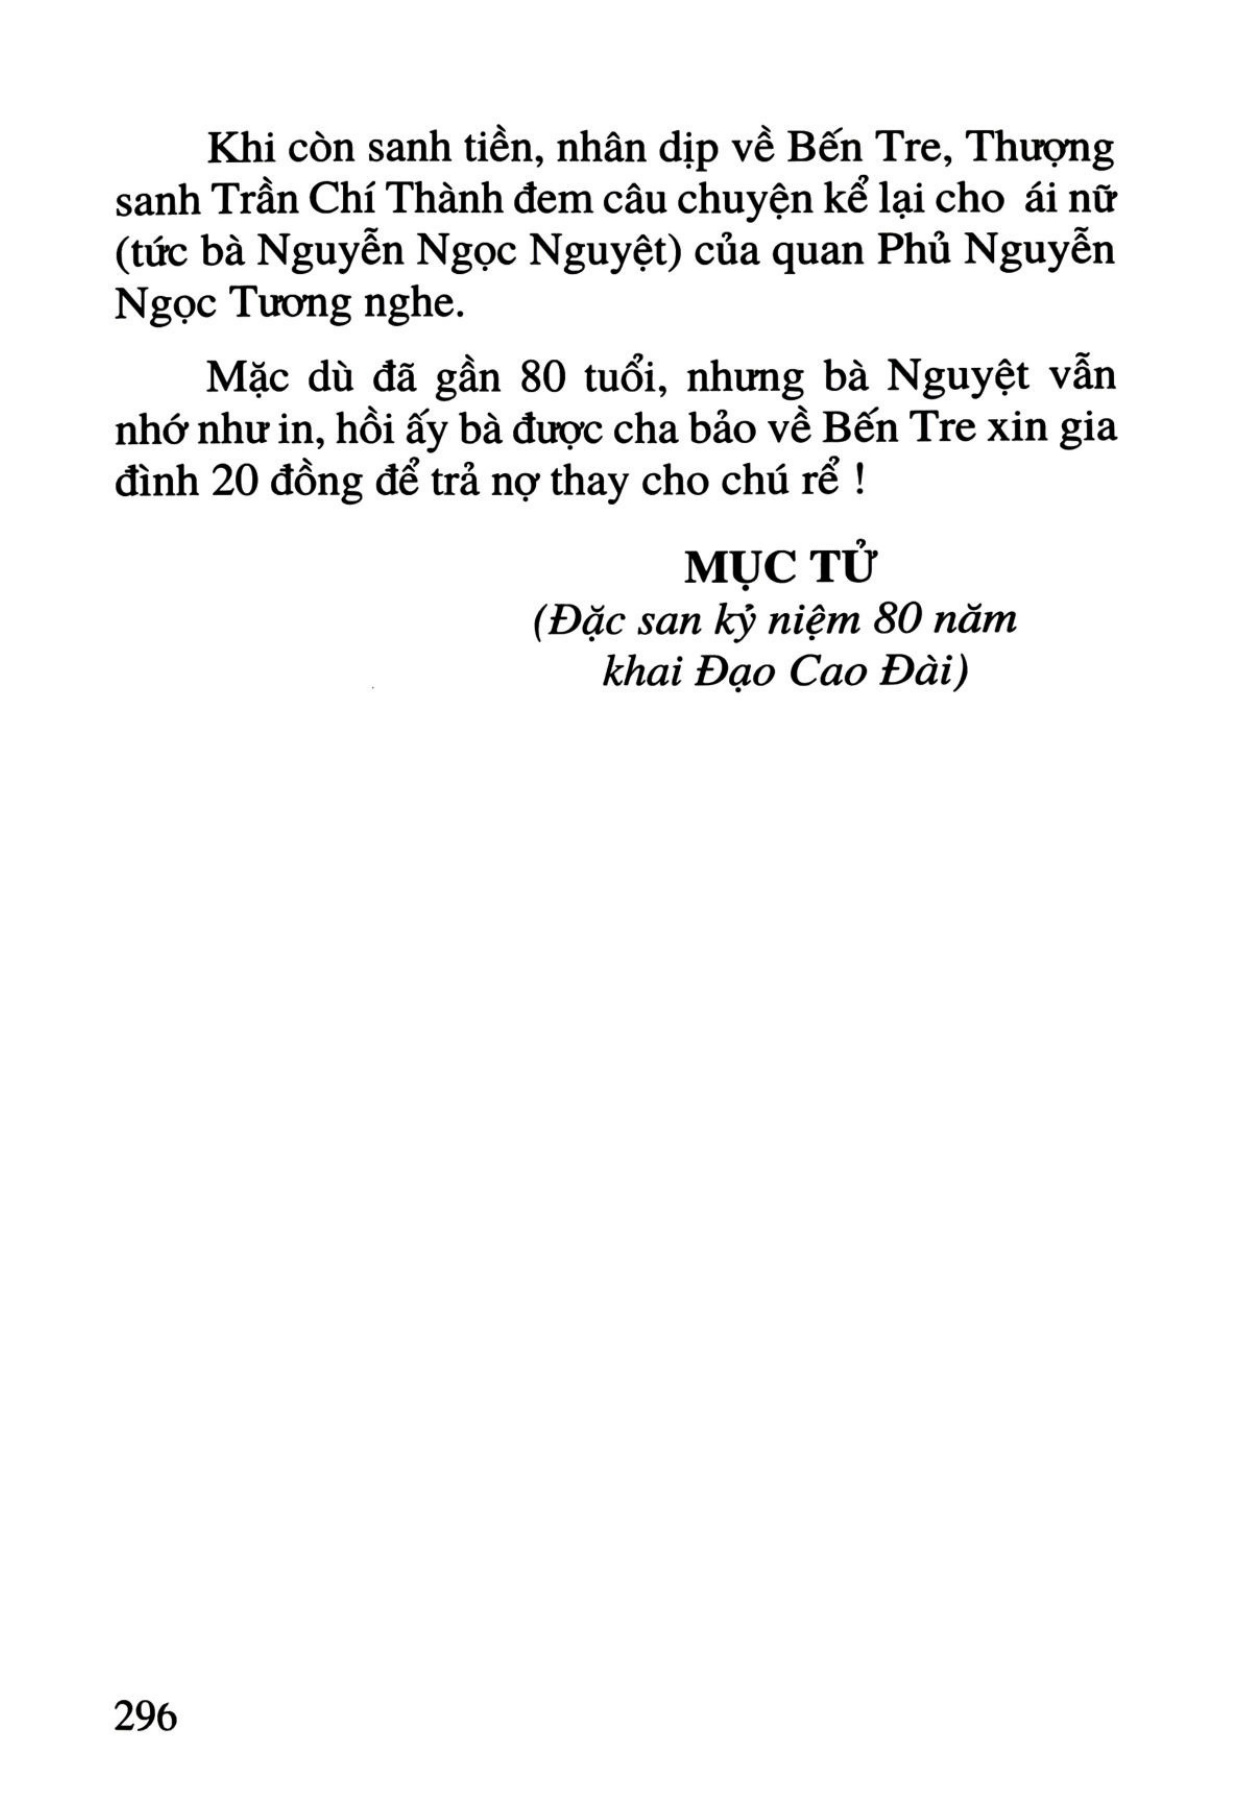 Khi còn sanh tiền, nhân dịp về Bến Tre, Thượng
sanh Trần Chí Thành đem câu chuyện kể lại cho ái nữ
(tức bà Nguyễn Ngọc Nguyệt) của quan Phủ Nguyễn
Ngọc Tương nghe.
Mặc dù đã gần 80 tuổi, nhưng bà Nguyệt vẫn
nhớ như in, hồi ấy bà được cha bảo về Bến Tre xin gia
đình 20 đồng để trả nợ thay cho chú rể !
MỤC TỬ
(Đặc san kỷ niệm 80 năm
khai Đạo Cao Đài)
296